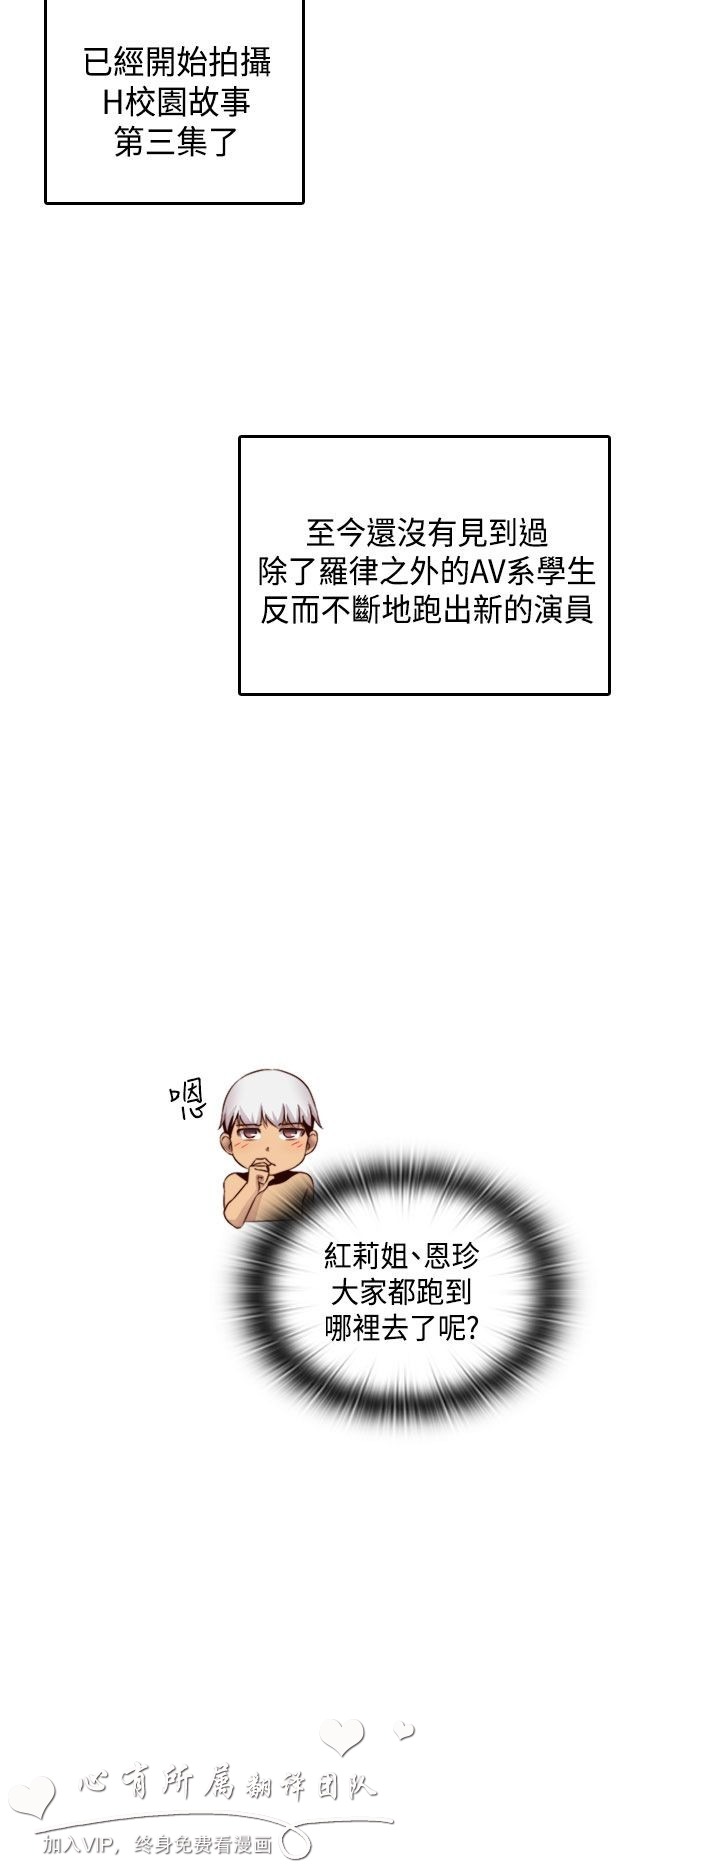 已經開始拍攝
H校園故事
第三集了
至今還沒有見到過
除了羅律之外的AV系學生
反而不斷地跑出新的演員
嗯
紅莉姐、恩珍
大家都跑到
哪裡去了呢?
心有所属翻译团队
加入VIP，终身免费看漫画